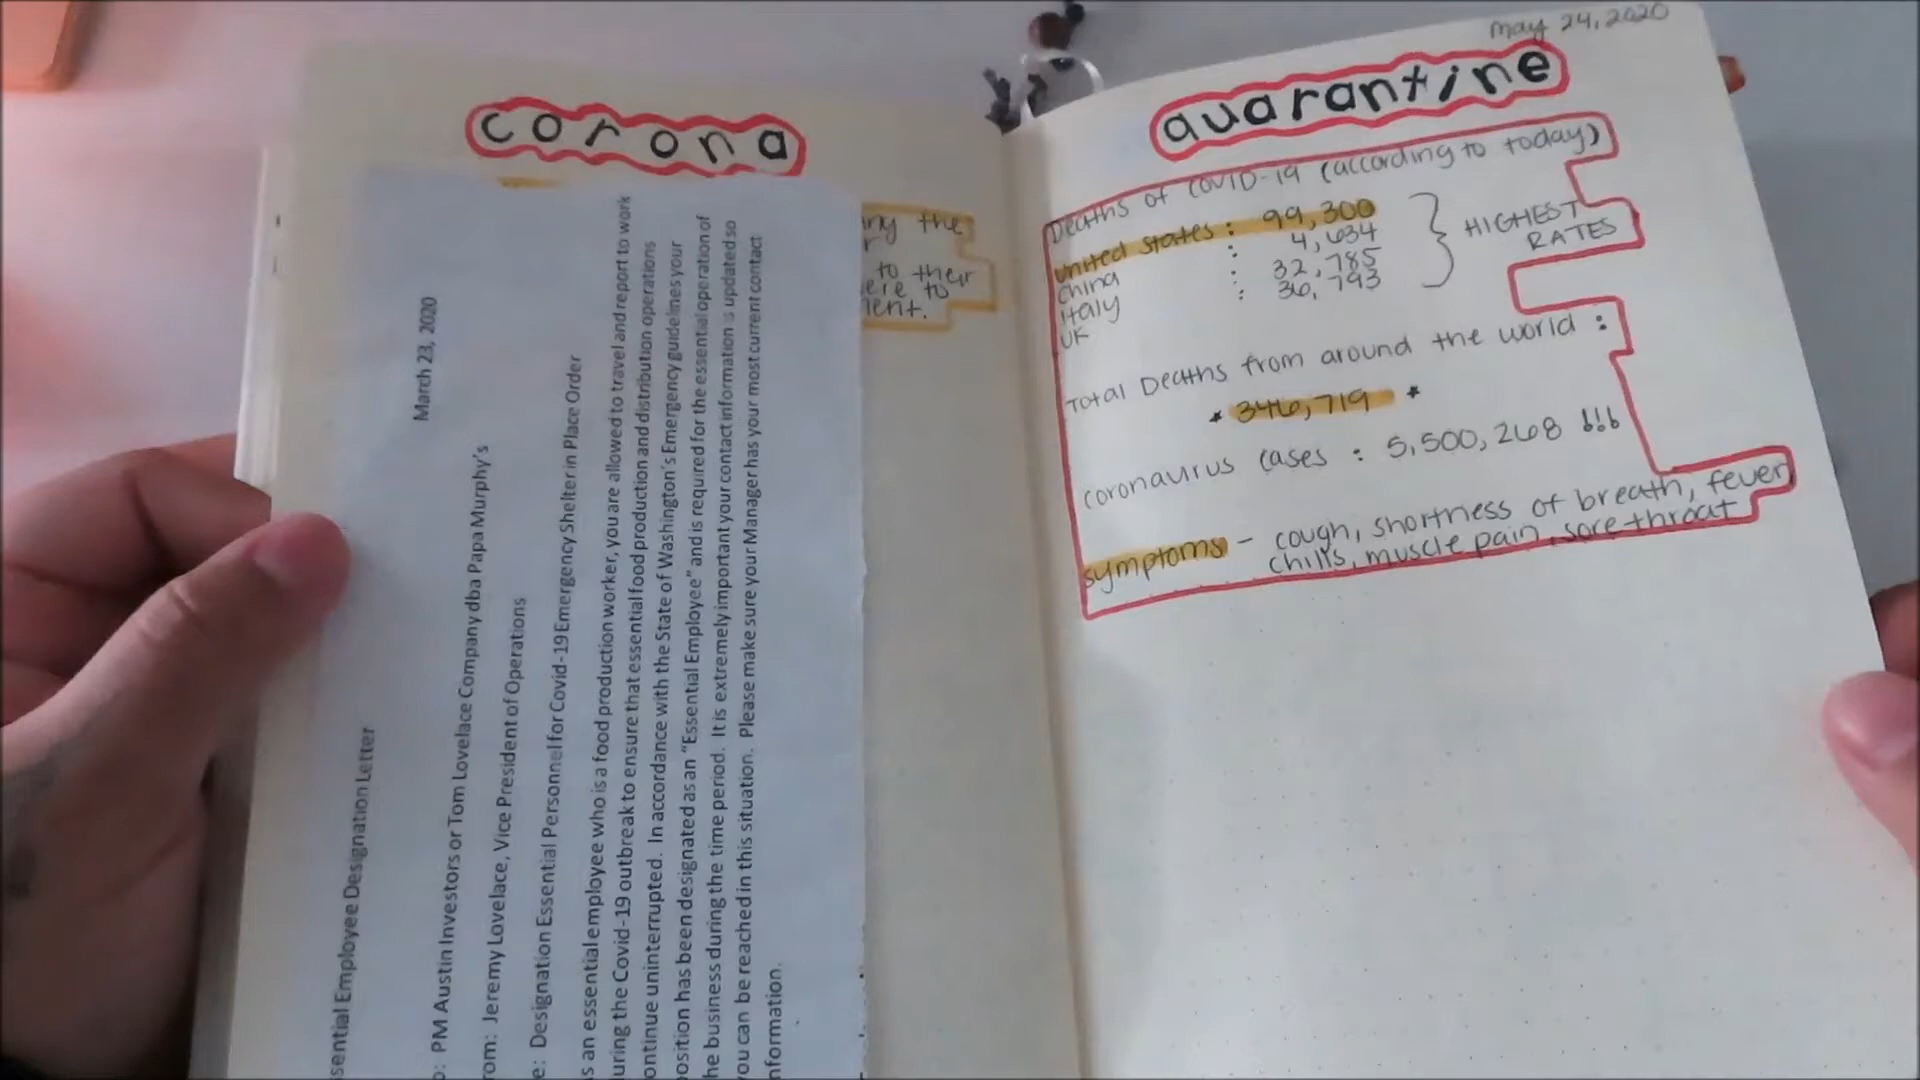 corona
ing the
r
to their
ere to
ent.
March 23, 2020
sential Employee Designation Letter
o: PM Austin Investors or Tom Lovelace Company dba Papa Murphy's
rom: Jeremy Lovelace, Vice President of Operations
e: Designation Essential Personnel for Covid-19 Emergency Shelter in Place Order
s an essential employee who is a food production worker, you are allowed to travel and report to work
uring the Covid-19 outbreak to ensure that essential food production and distribution operations
ontinue uninterrupted. In accordance with the State of Washington's Emergency guidelines your
osition has been designated as an "Essential Employee" and is required for the essential operation of
he business during the time period. It is extremely important your contact information is updated so
ou can be reached in this situation. Please make sure your Manager has your most current contact
nformation.
may 24, 2020
quarantine
Deaths of COVID-19 (according to today)
United States : 99,300
China : 4,634
Italy : 32,785
UK : 36,793
HIGHEST
RATES
Total Deaths from around the world :
* 346,719 *
coronavirus cases : 5,500,268 !!!
symptoms - cough, shortness of breath, fever,
chills, muscle pain, sore throat